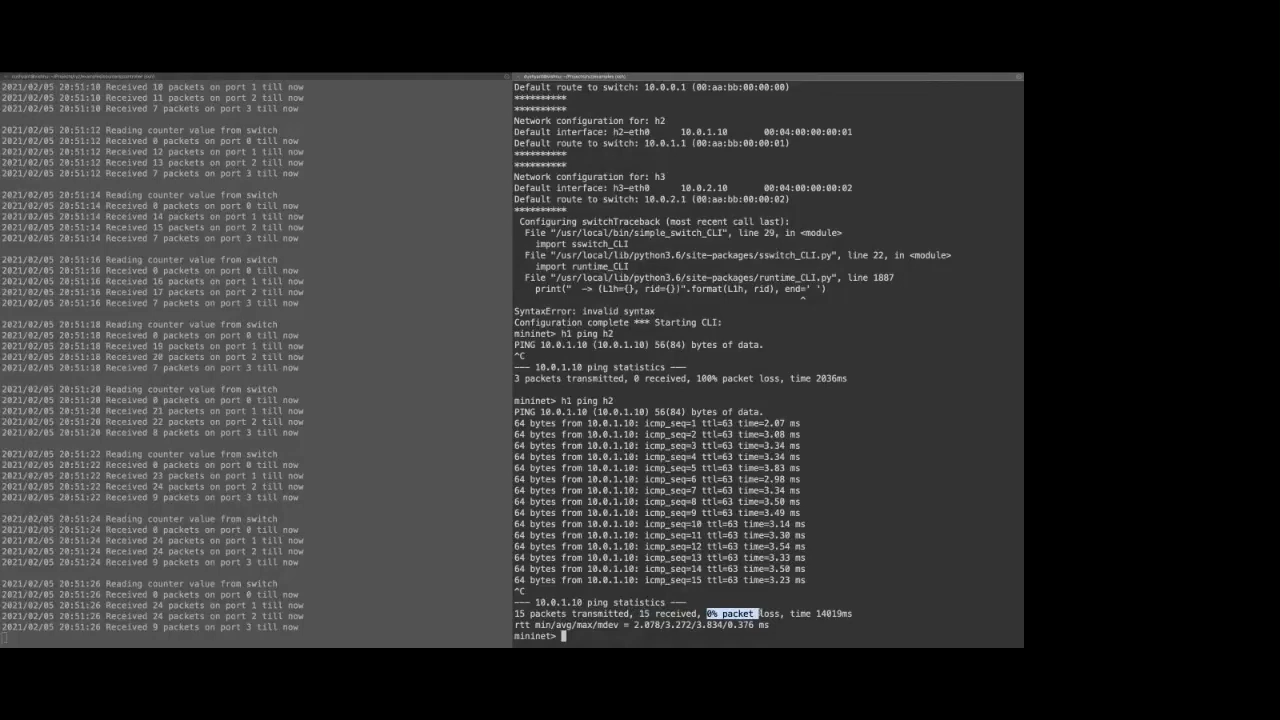 2021/02/05 20:51:10 Received 10 packets on port 1 till now
2021/02/05 20:51:10 Received 11 packets on port 2 till now
2021/02/05 20:51:10 Received 7 packets on port 3 till now
2021/02/05 20:51:12 Reading counter value from switch
2021/02/05 20:51:12 Received 0 packets on port 0 till now
2021/02/05 20:51:12 Received 12 packets on port 1 till now
2021/02/05 20:51:12 Received 13 packets on port 2 till now
2021/02/05 20:51:12 Received 7 packets on port 3 till now
2021/02/05 20:51:14 Reading counter value from switch
2021/02/05 20:51:14 Received 0 packets on port 0 till now
2021/02/05 20:51:14 Received 14 packets on port 1 till now
2021/02/05 20:51:14 Received 15 packets on port 2 till now
2021/02/05 20:51:14 Received 7 packets on port 3 till now
2021/02/05 20:51:16 Reading counter value from switch
2021/02/05 20:51:16 Received 0 packets on port 0 till now
2021/02/05 20:51:16 Received 16 packets on port 1 till now
2021/02/05 20:51:16 Received 17 packets on port 2 till now
2021/02/05 20:51:16 Received 7 packets on port 3 till now
2021/02/05 20:51:18 Reading counter value from switch
2021/02/05 20:51:18 Received 0 packets on port 0 till now
2021/02/05 20:51:18 Received 19 packets on port 1 till now
2021/02/05 20:51:18 Received 20 packets on port 2 till now
2021/02/05 20:51:18 Received 7 packets on port 3 till now
2021/02/05 20:51:20 Reading counter value from switch
2021/02/05 20:51:20 Received 0 packets on port 0 till now
2021/02/05 20:51:20 Received 21 packets on port 1 till now
2021/02/05 20:51:20 Received 22 packets on port 2 till now
2021/02/05 20:51:20 Received 8 packets on port 3 till now
2021/02/05 20:51:22 Reading counter value from switch
2021/02/05 20:51:22 Received 0 packets on port 0 till now
2021/02/05 20:51:22 Received 23 packets on port 1 till now
2021/02/05 20:51:22 Received 24 packets on port 2 till now
2021/02/05 20:51:22 Received 9 packets on port 3 till now
2021/02/05 20:51:24 Reading counter value from switch
2021/02/05 20:51:24 Received 0 packets on port 0 till now
2021/02/05 20:51:24 Received 24 packets on port 1 till now
2021/02/05 20:51:24 Received 24 packets on port 2 till now
2021/02/05 20:51:24 Received 9 packets on port 3 till now
2021/02/05 20:51:26 Reading counter value from switch
2021/02/05 20:51:26 Received 0 packets on port 0 till now
2021/02/05 20:51:26 Received 24 packets on port 1 till now
2021/02/05 20:51:26 Received 24 packets on port 2 till now
2021/02/05 20:51:26 Received 9 packets on port 3 till now
Default route to switch: 10.0.0.1 (00:aa:bb:00:00:00)
**********
**********
Network configuration for: h2
Default interface: h2-eth0 10.0.1.10 00:04:00:00:00:01
Default route to switch: 10.0.1.1 (00:aa:bb:00:00:01)
**********
**********
Network configuration for: h3
Default interface: h3-eth0 10.0.2.10 00:04:00:00:00:02
Default route to switch: 10.0.2.1 (00:aa:bb:00:00:02)
**********
Configuring switchTraceback (most recent call last):
File "/usr/local/bin/simple_switch_CLI", line 29, in <module>
import sswitch_CLI
File "/usr/local/lib/python3.6/site-packages/sswitch_CLI.py", line 22, in <module>
import runtime_CLI
File "/usr/local/lib/python3.6/site-packages/runtime_CLI.py", line 1887
print("  -> (L1h={}, rid={})".format(L1h, rid), end=' ')
^
SyntaxError: invalid syntax
Configuration complete *** Starting CLI:
mininet> h1 ping h2
PING 10.0.1.10 (10.0.1.10) 56(84) bytes of data.
^C
--- 10.0.1.10 ping statistics ---
3 packets transmitted, 0 received, 100% packet loss, time 2036ms
mininet> h1 ping h2
PING 10.0.1.10 (10.0.1.10) 56(84) bytes of data.
64 bytes from 10.0.1.10: icmp_seq=1 ttl=63 time=2.07 ms
64 bytes from 10.0.1.10: icmp_seq=2 ttl=63 time=3.08 ms
64 bytes from 10.0.1.10: icmp_seq=3 ttl=63 time=3.34 ms
64 bytes from 10.0.1.10: icmp_seq=4 ttl=63 time=3.34 ms
64 bytes from 10.0.1.10: icmp_seq=5 ttl=63 time=3.83 ms
64 bytes from 10.0.1.10: icmp_seq=6 ttl=63 time=2.98 ms
64 bytes from 10.0.1.10: icmp_seq=7 ttl=63 time=3.34 ms
64 bytes from 10.0.1.10: icmp_seq=8 ttl=63 time=3.50 ms
64 bytes from 10.0.1.10: icmp_seq=9 ttl=63 time=3.49 ms
64 bytes from 10.0.1.10: icmp_seq=10 ttl=63 time=3.14 ms
64 bytes from 10.0.1.10: icmp_seq=11 ttl=63 time=3.30 ms
64 bytes from 10.0.1.10: icmp_seq=12 ttl=63 time=3.54 ms
64 bytes from 10.0.1.10: icmp_seq=13 ttl=63 time=3.33 ms
64 bytes from 10.0.1.10: icmp_seq=14 ttl=63 time=3.50 ms
64 bytes from 10.0.1.10: icmp_seq=15 ttl=63 time=3.23 ms
^C
--- 10.0.1.10 ping statistics ---
15 packets transmitted, 15 received, 0% packet loss, time 14019ms
rtt min/avg/max/mdev = 2.078/3.272/3.834/0.376 ms
mininet>